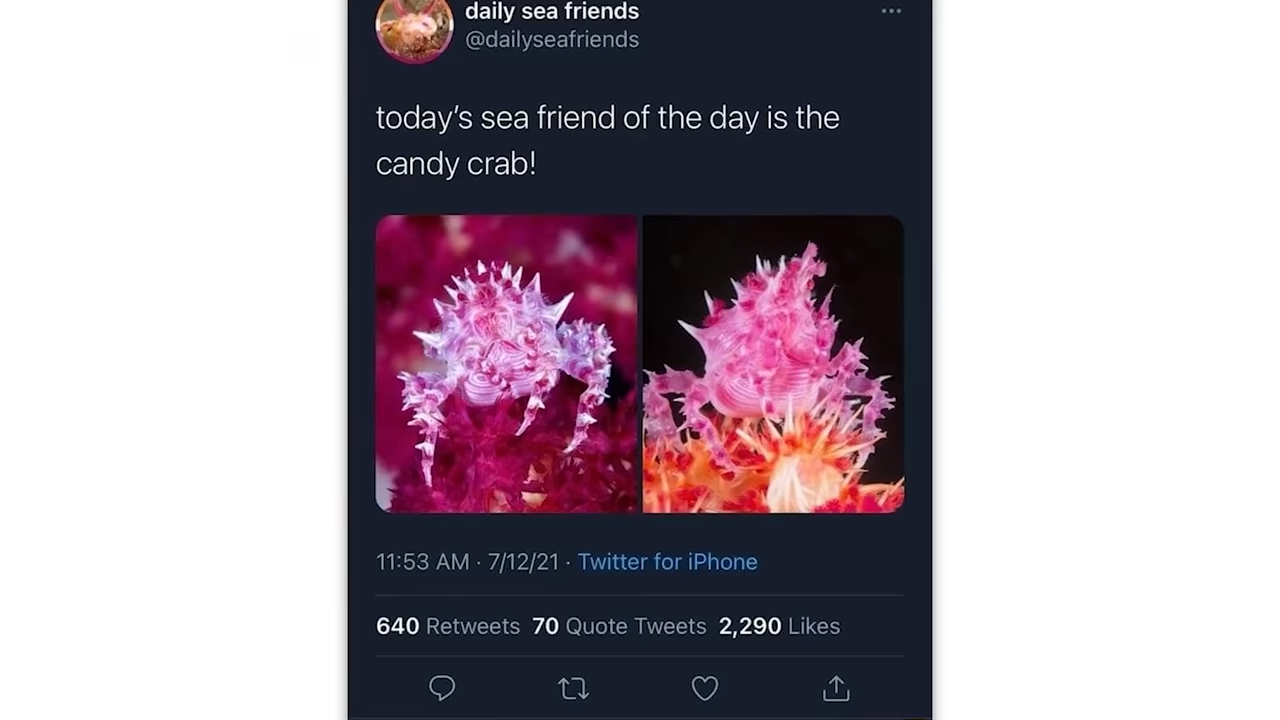 daily sea friends
@dailyseafriends
today's sea friend of the day is the
candy crab!
11:53 AM · 7/12/21 · Twitter for iPhone
640 Retweets 70 Quote Tweets 2,290 Likes